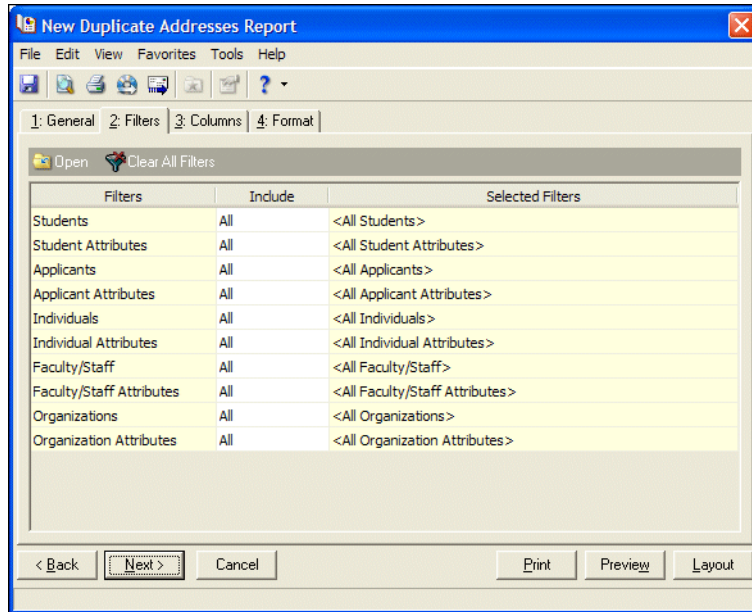 New Duplicate Addresses Report
File Edit View Favorites Tools Help
1: General 2: Filters 3: Columns 4: Format
Open Clear All Filters
Filters Include Selected Filters
Students All <All Students>
Student Attributes All <All Student Attributes>
Applicants All <All Applicants>
Applicant Attributes All <All Applicant Attributes>
Individuals All <All Individuals>
Individual Attributes All <All Individual Attributes>
Faculty/Staff All <All Faculty/Staff>
Faculty/Staff Attributes All <All Faculty/Staff Attributes>
Organizations All <All Organizations>
Organization Attributes All <All Organization Attributes>
< Back Next > Cancel Print Preview Layout